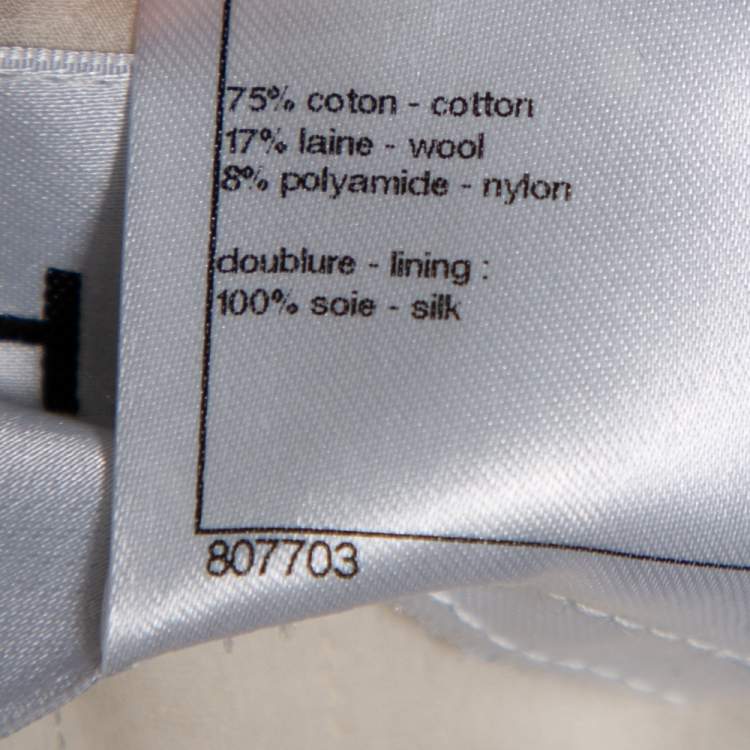 75% coton - cotton
17% laine - wool
8% polyamide - nylon
doublure - lining :
100% soie - silk
807703